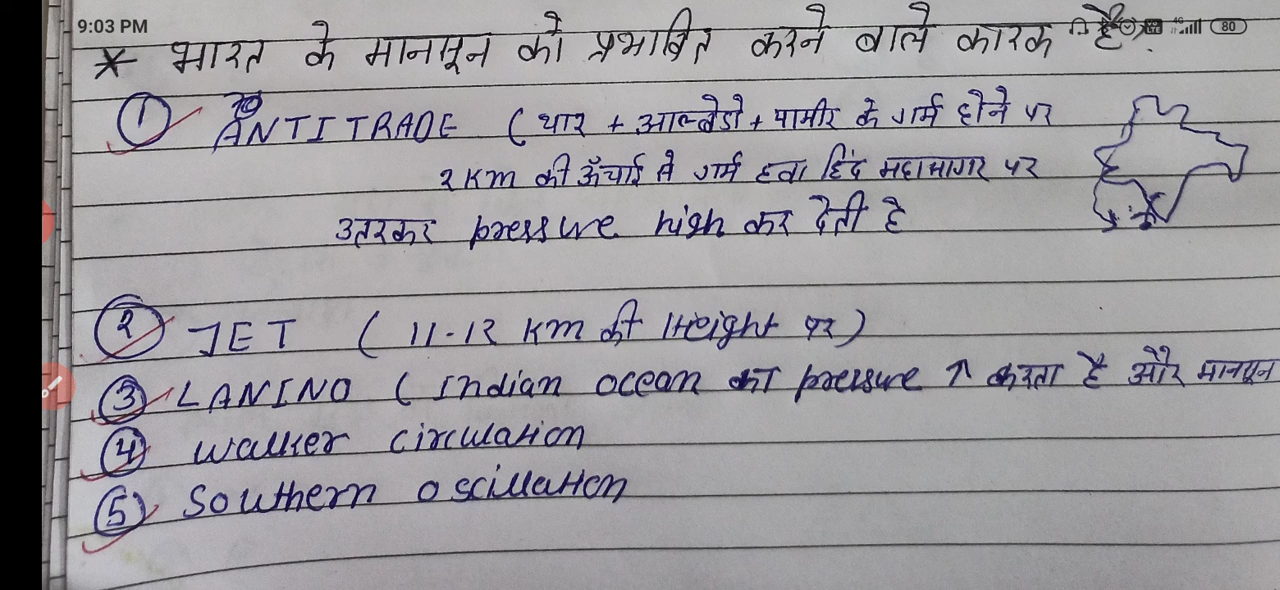 9:03 PM
80
* भारत के मानसून को प्रभावित करने वाले कारक है?
① ANTITRADE (थार + आल्बेडो + पामीर के गर्म होने पर
2 KM की ऊँचाई से गर्म हवा हिंद महासागर पर
उतरकर pressure high कर देती है
② JET ( 11-12 KM की Height पर)
③ LANINO ( Indian ocean का pressure ↑ करता है और मानसून
④ walker circulation
⑤ Southern oscillation